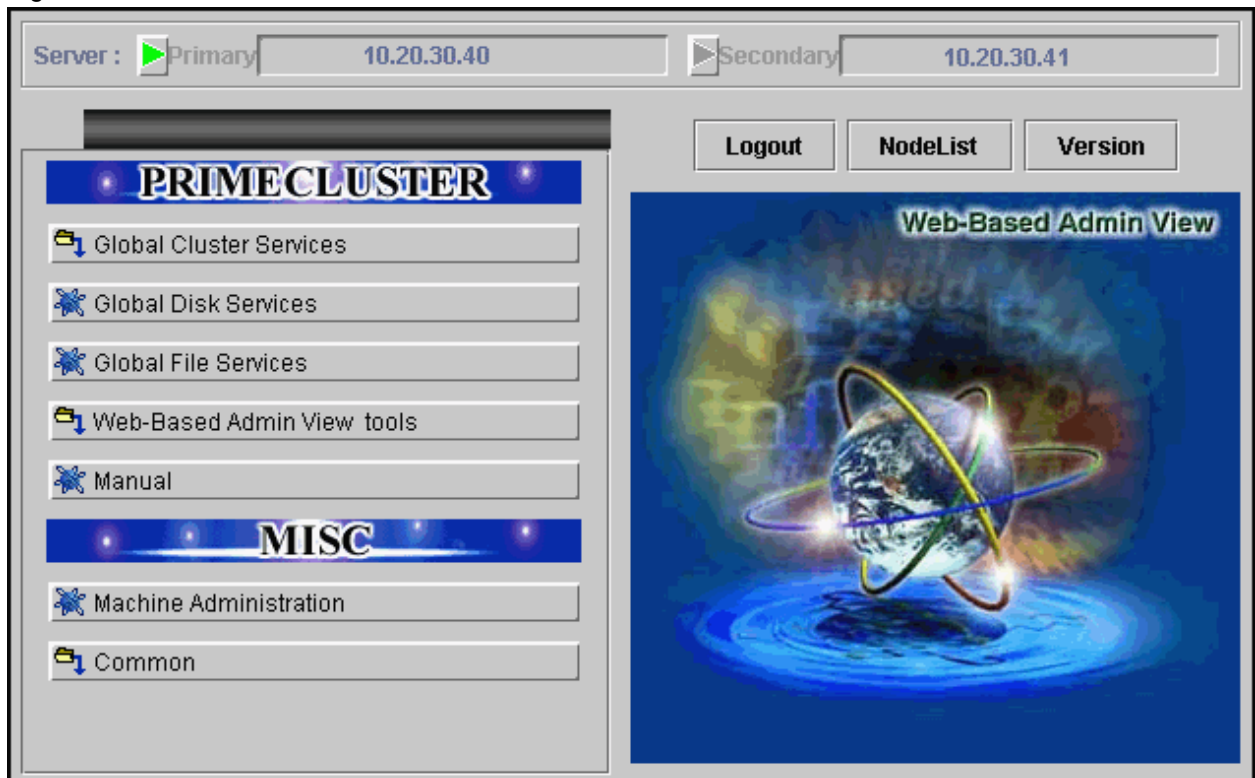 Server : Primary 10.20.30.40 Secondary 10.20.30.41
Logout NodeList Version
PRIMECLUSTER
Global Cluster Services
Global Disk Services
Global File Services
Web-Based Admin View tools
Manual
MISC
Machine Administration
Common
Web-Based Admin View